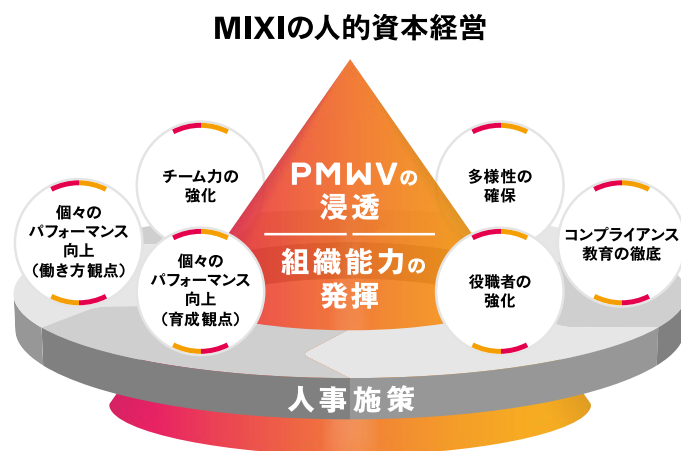 MIXIの人的資本経営
PMWVの
浸透
組織能力の
発揮
チーム力の
強化
個々の
パフォーマンス
向上
(働き方観点)
個々の
パフォーマンス
向上
(育成観点)
多様性の
確保
役職者の
強化
コンプライアンス
教育の徹底
人事施策